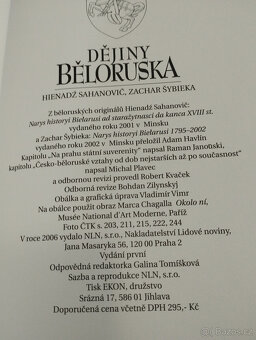 DĚJINY
BĚLORUSKA
HIENADŹ SAHANOVIČ, ZACHAR ŠYBIEKA
Z běloruských originálů Hienadź Sahanovič:
Narys historyi Bielarusi ad staražytnasci da kanca XVIII st.
vydaného roku 2001 v Minsku
a Zachar Šybieka: Narys historyi Bielarusi 1795–2002
vydaného roku 2002 v Minsku přeložil Adam Havlín
Kapitolu „Na prahu státní suverenity“ napsal Raman Janouski,
kapitolu „Česko-běloruské vztahy od dob nejstarších až po současnost“
napsal Michal Plavec
a odbornou revizi provedl Robert Kvaček
Odborná revize Bohdan Zilynskyj
Obálka a grafická úprava Vladimír Vimr
Na obálce použit obraz Marca Chagalla Okolo ní,
Musée National d'Art Moderne, Paříž
Foto ČTK s. 203, 211, 215, 222, 244
V roce 2006 vydalo NLN, s.r.o., Nakladatelství Lidové noviny,
Jana Masaryka 56, 120 00 Praha 2
Vydání první
Odpovědná redaktorka Galina Tomíšková
Sazba a reprodukce NLN, s.r.o.
Tisk EKON, družstvo
Srázná 17, 586 01 Jihlava
Doporučená cena včetně DPH 295,- Kč